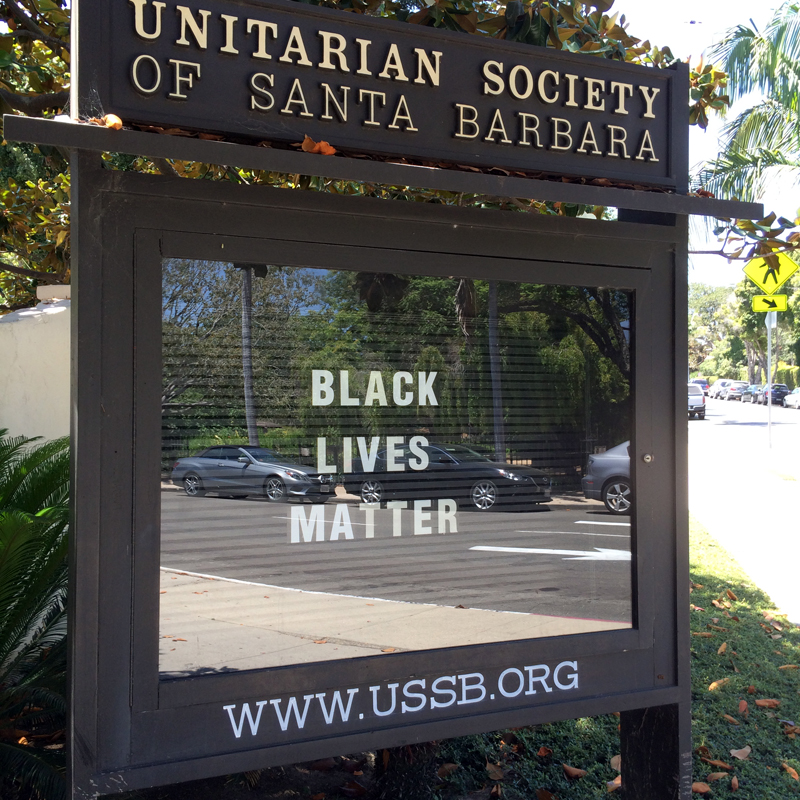 UNITARIAN SOCIETY
OF SANTA BARBARA
BLACK
LIVES
MATTER
WWW.USSB.ORG